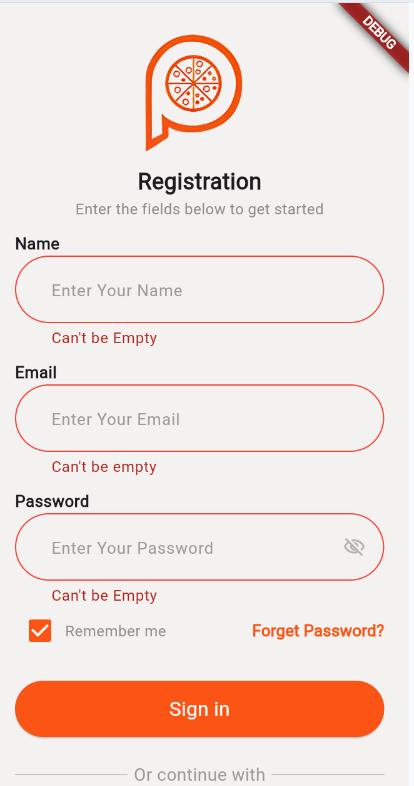 DEBUG
Registration
Enter the fields below to get started
Name
Enter Your Name
Can't be Empty
Email
Enter Your Email
Can't be empty
Password
Enter Your Password
Can't be Empty
Remember me Forget Password?
Sign in
Or continue with